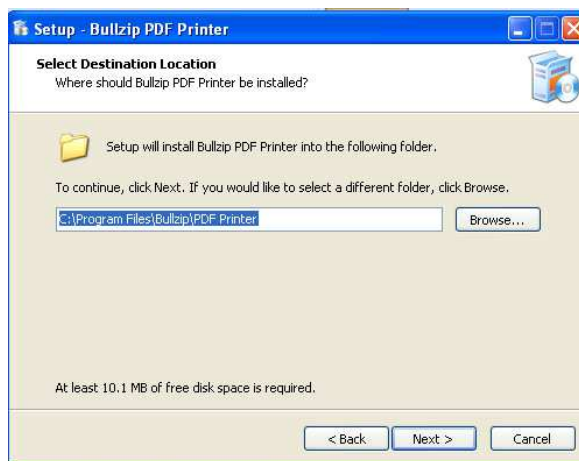 Setup - Bullzip PDF Printer
Select Destination Location
Where should Bullzip PDF Printer be installed?
Setup will install Bullzip PDF Printer into the following folder.
To continue, click Next. If you would like to select a different folder, click Browse.
C:\Program Files\Bullzip\PDF Printer
Browse...
At least 10.1 MB of free disk space is required.
< Back
Next >
Cancel